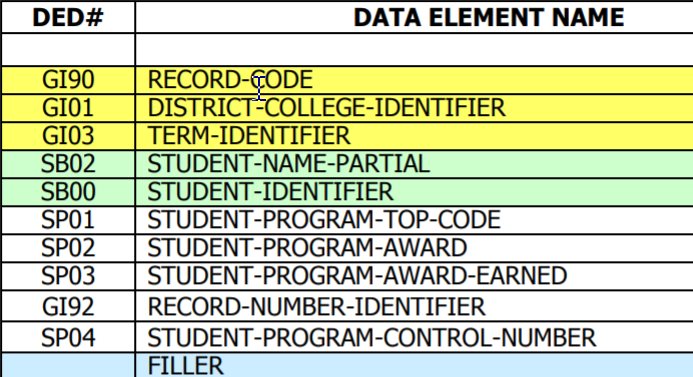 DED# DATA ELEMENT NAME
GI90 RECORD-CODE
GI01 DISTRICT-COLLEGE-IDENTIFIER
GI03 TERM-IDENTIFIER
SB02 STUDENT-NAME-PARTIAL
SB00 STUDENT-IDENTIFIER
SP01 STUDENT-PROGRAM-TOP-CODE
SP02 STUDENT-PROGRAM-AWARD
SP03 STUDENT-PROGRAM-AWARD-EARNED
GI92 RECORD-NUMBER-IDENTIFIER
SP04 STUDENT-PROGRAM-CONTROL-NUMBER
FILLER